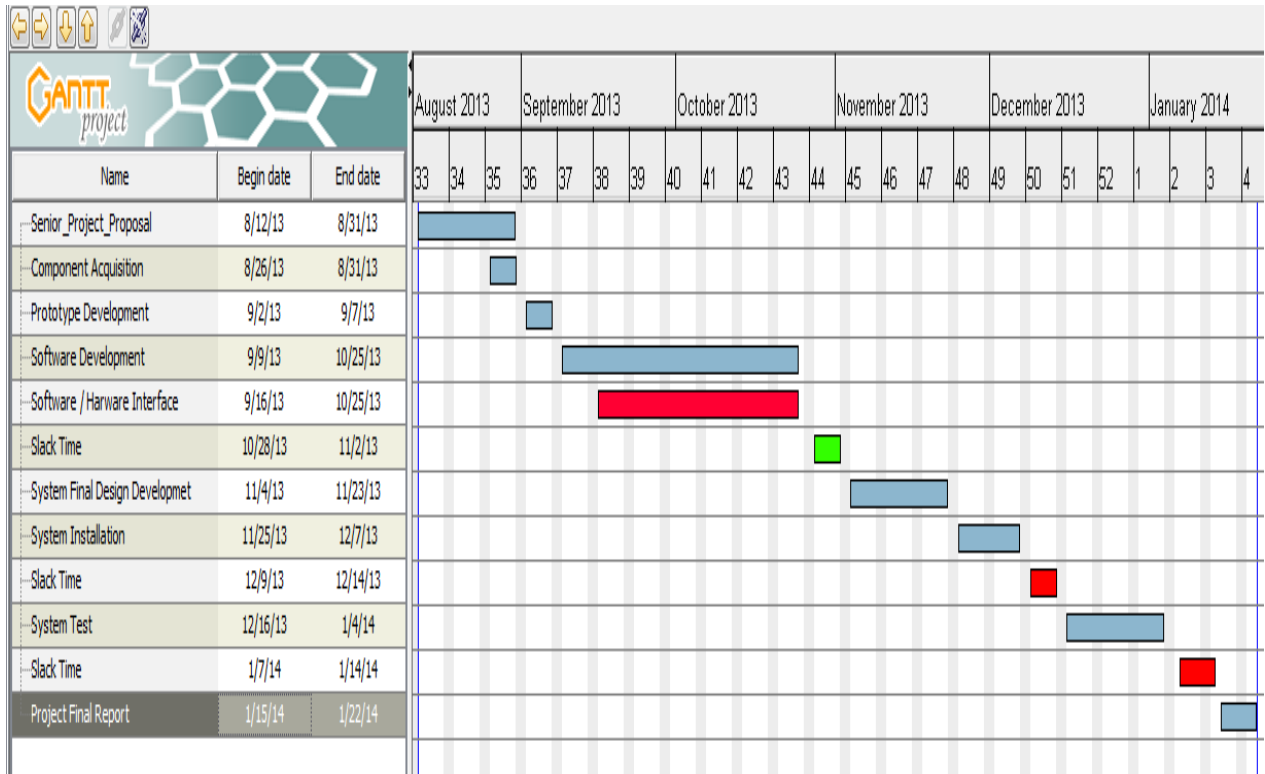 GANTT
project
August 2013 September 2013 October 2013 November 2013 December 2013 January 2014
Name Begin date End date 33 34 35 36 37 38 39 40 41 42 43 44 45 46 47 48 49 50 51 52 1 2 3 4
Senior_Project_Proposal 8/12/13 8/31/13
Component Acquisition 8/26/13 8/31/13
Prototype Development 9/2/13 9/7/13
Software Development 9/9/13 10/25/13
Software / Harware Interface 9/16/13 10/25/13
Slack Time 10/28/13 11/2/13
System Final Design Developmet 11/4/13 11/23/13
System Installation 11/25/13 12/7/13
Slack Time 12/9/13 12/14/13
System Test 12/16/13 1/4/14
Slack Time 1/7/14 1/14/14
Project Final Report 1/15/14 1/22/14